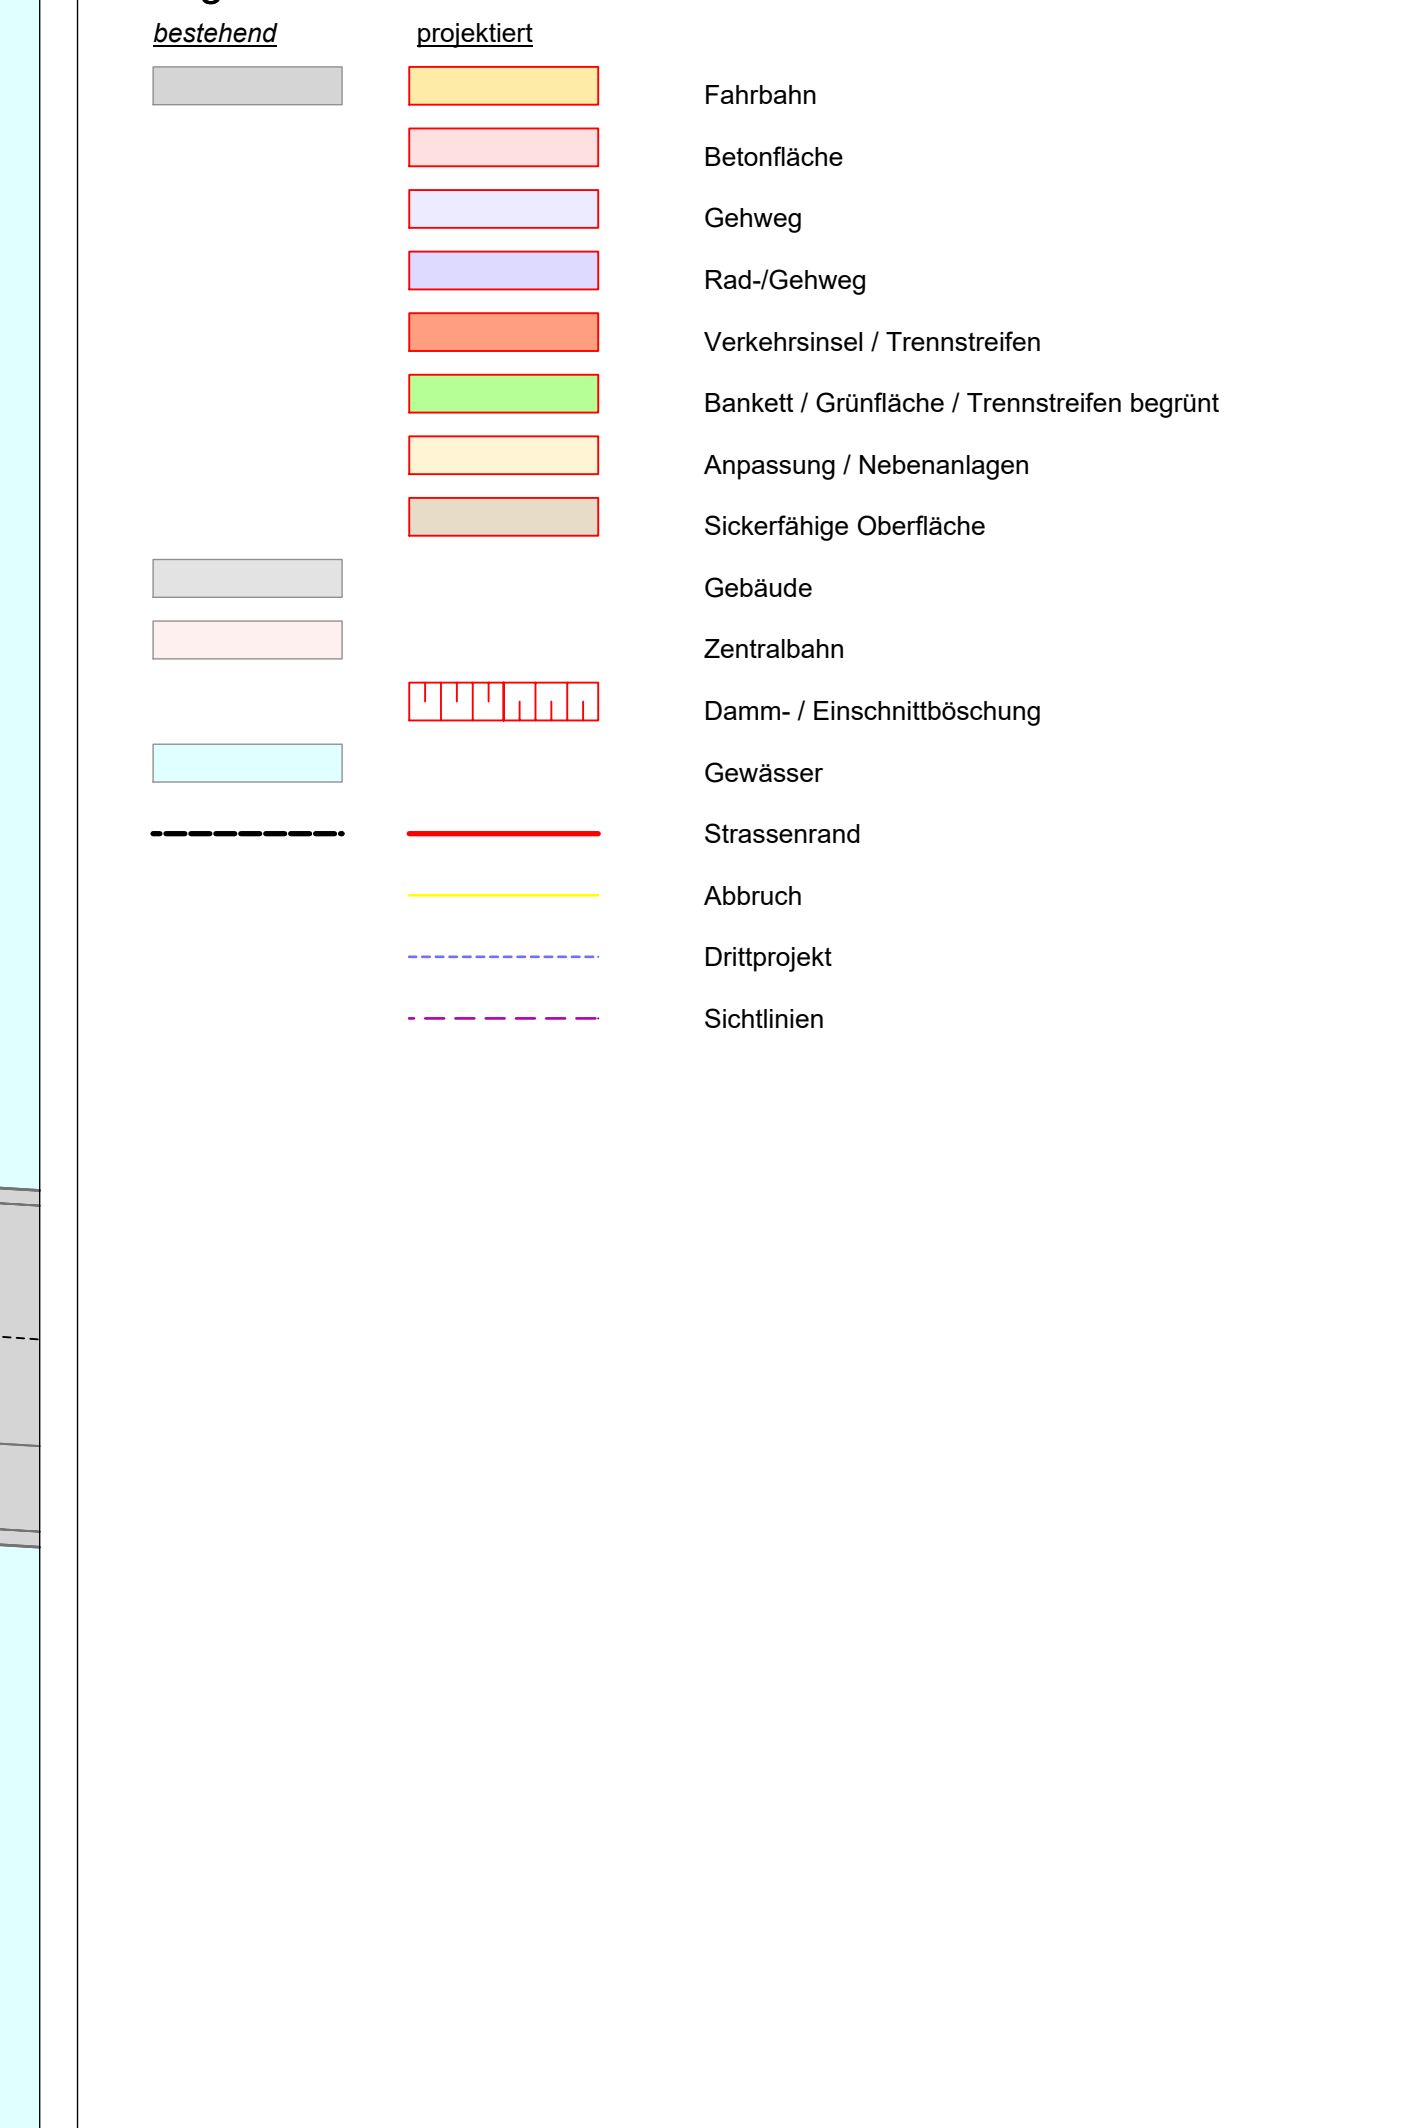 bestehend projektiert
Fahrbahn
Betonfläche
Gehweg
Rad-/Gehweg
Verkehrsinsel / Trennstreifen
Bankett / Grünfläche / Trennstreifen begrünt
Anpassung / Nebenanlagen
Sickerfähige Oberfläche
Gebäude
Zentralbahn
Damm- / Einschnittböschung
Gewässer
Strassenrand
Abbruch
Drittprojekt
Sichtlinien